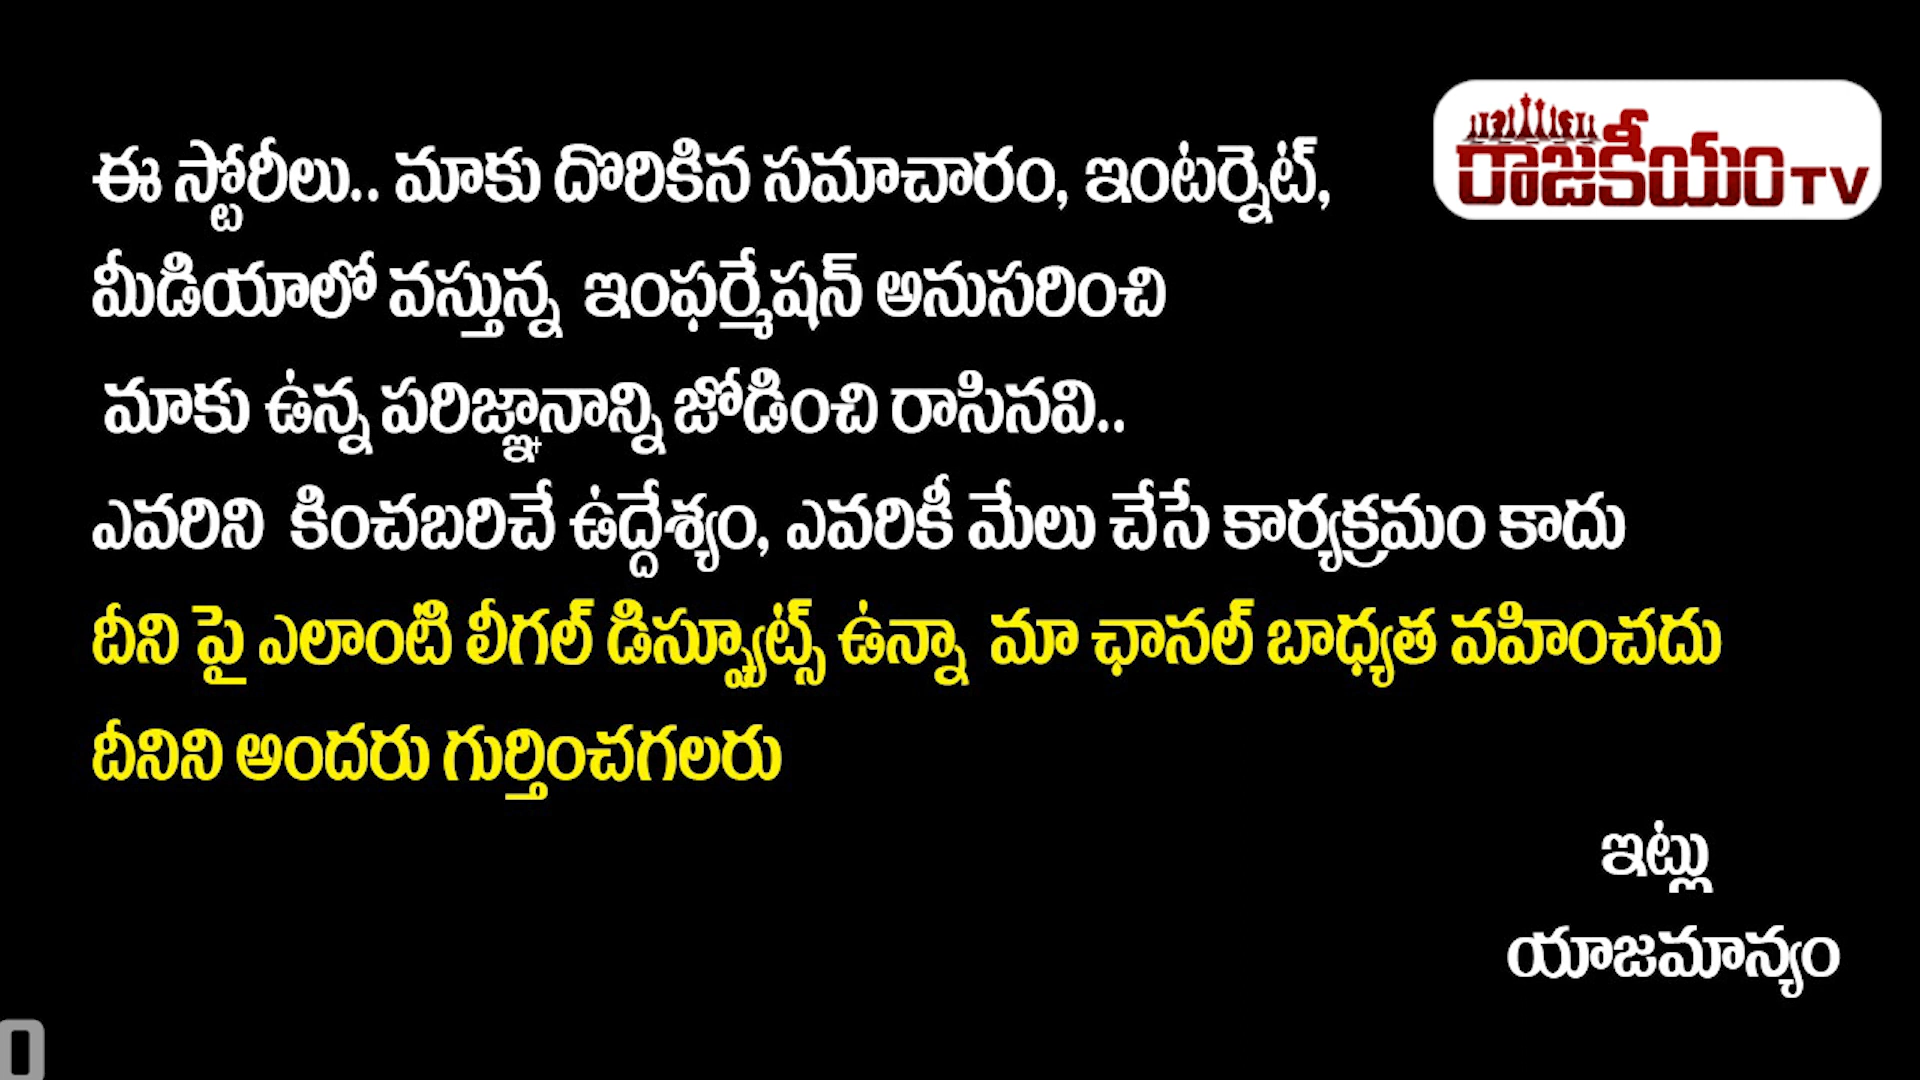 రాజకీయం TV
ఈ స్టోరీలు.. మాకు దొరికిన సమాచారం, ఇంటర్నెట్,
మీడియాలో వస్తున్న ఇంఫర్మేషన్ అనుసరించి
మాకు ఉన్న పరిజ్ఞానాన్ని జోడించి రాసినవి..
ఎవరిని కించబరిచే ఉద్దేశ్యం, ఎవరికీ మేలు చేసే కార్యక్రమం కాదు
దీని పై ఎలాంటి లీగల్ డిస్ప్యూట్స్ ఉన్నా మా ఛానల్ బాధ్యత వహించదు
దీనిని అందరు గుర్తించగలరు
ఇట్లు
యాజమాన్యం